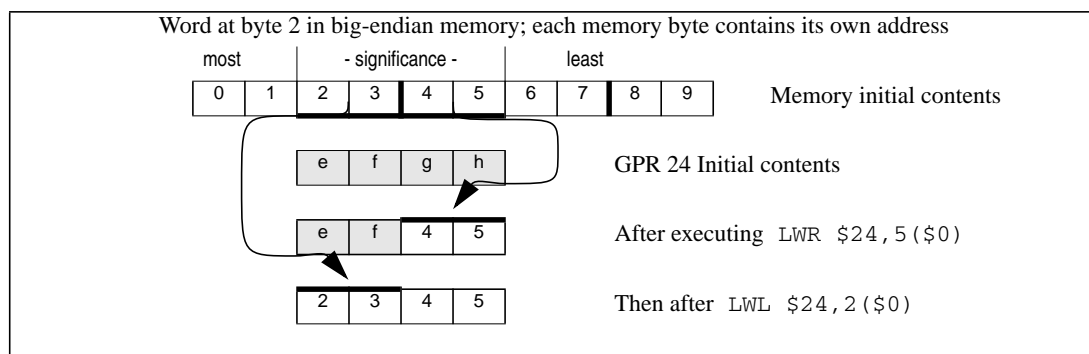 Word at byte 2 in big-endian memory; each memory byte contains its own address
most - significance - least
0 1 2 3 4 5 6 7 8 9 Memory initial contents
e f g h GPR 24 Initial contents
e f 4 5 After executing LWR $24,5($0)
2 3 4 5 Then after LWL $24,2($0)